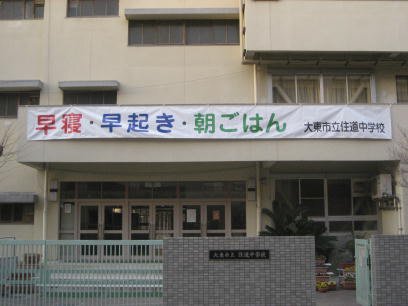 早寝・早起き・朝ごはん 大東市立住道中学校
大東市立 住道中学校